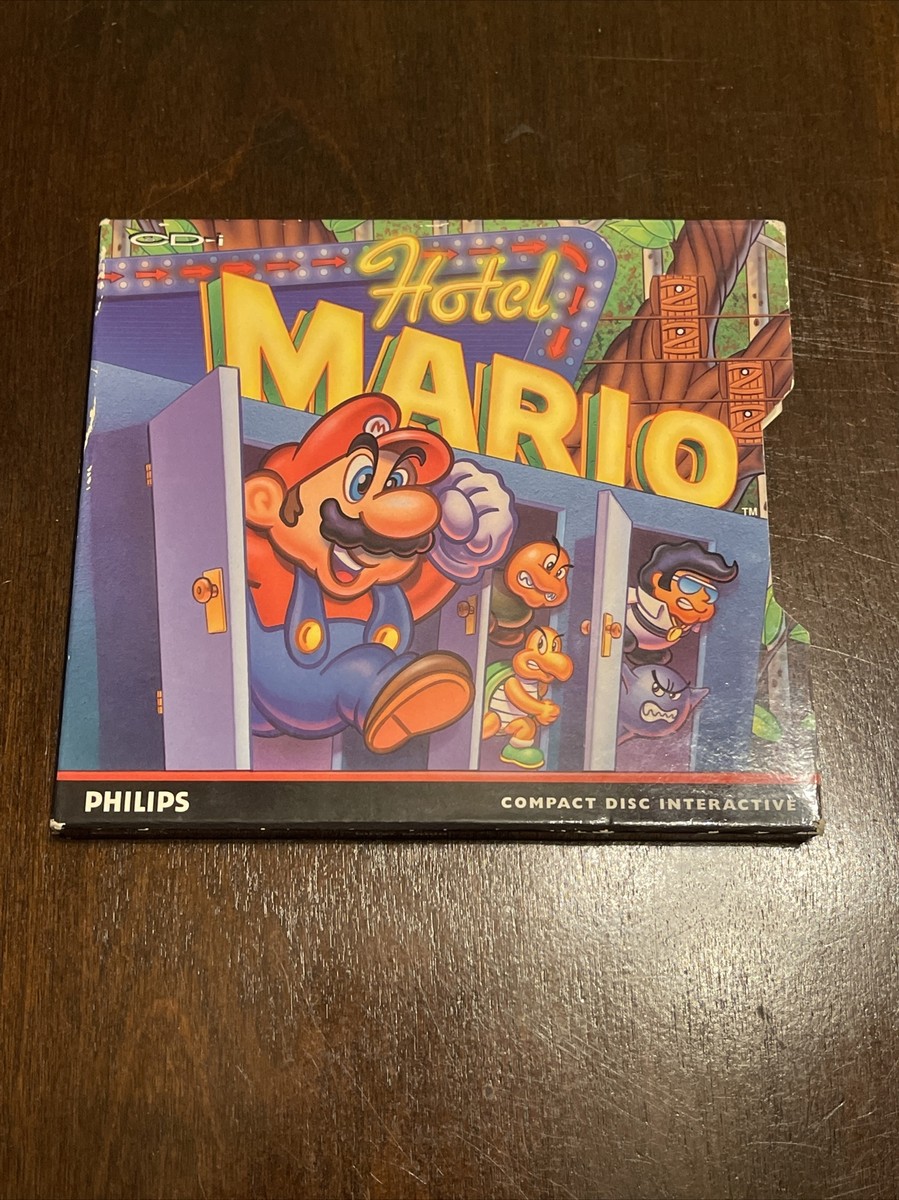 CD-i
Hotel
MARIO
TM
M
PHILIPS
COMPACT DISC INTERACTIVE